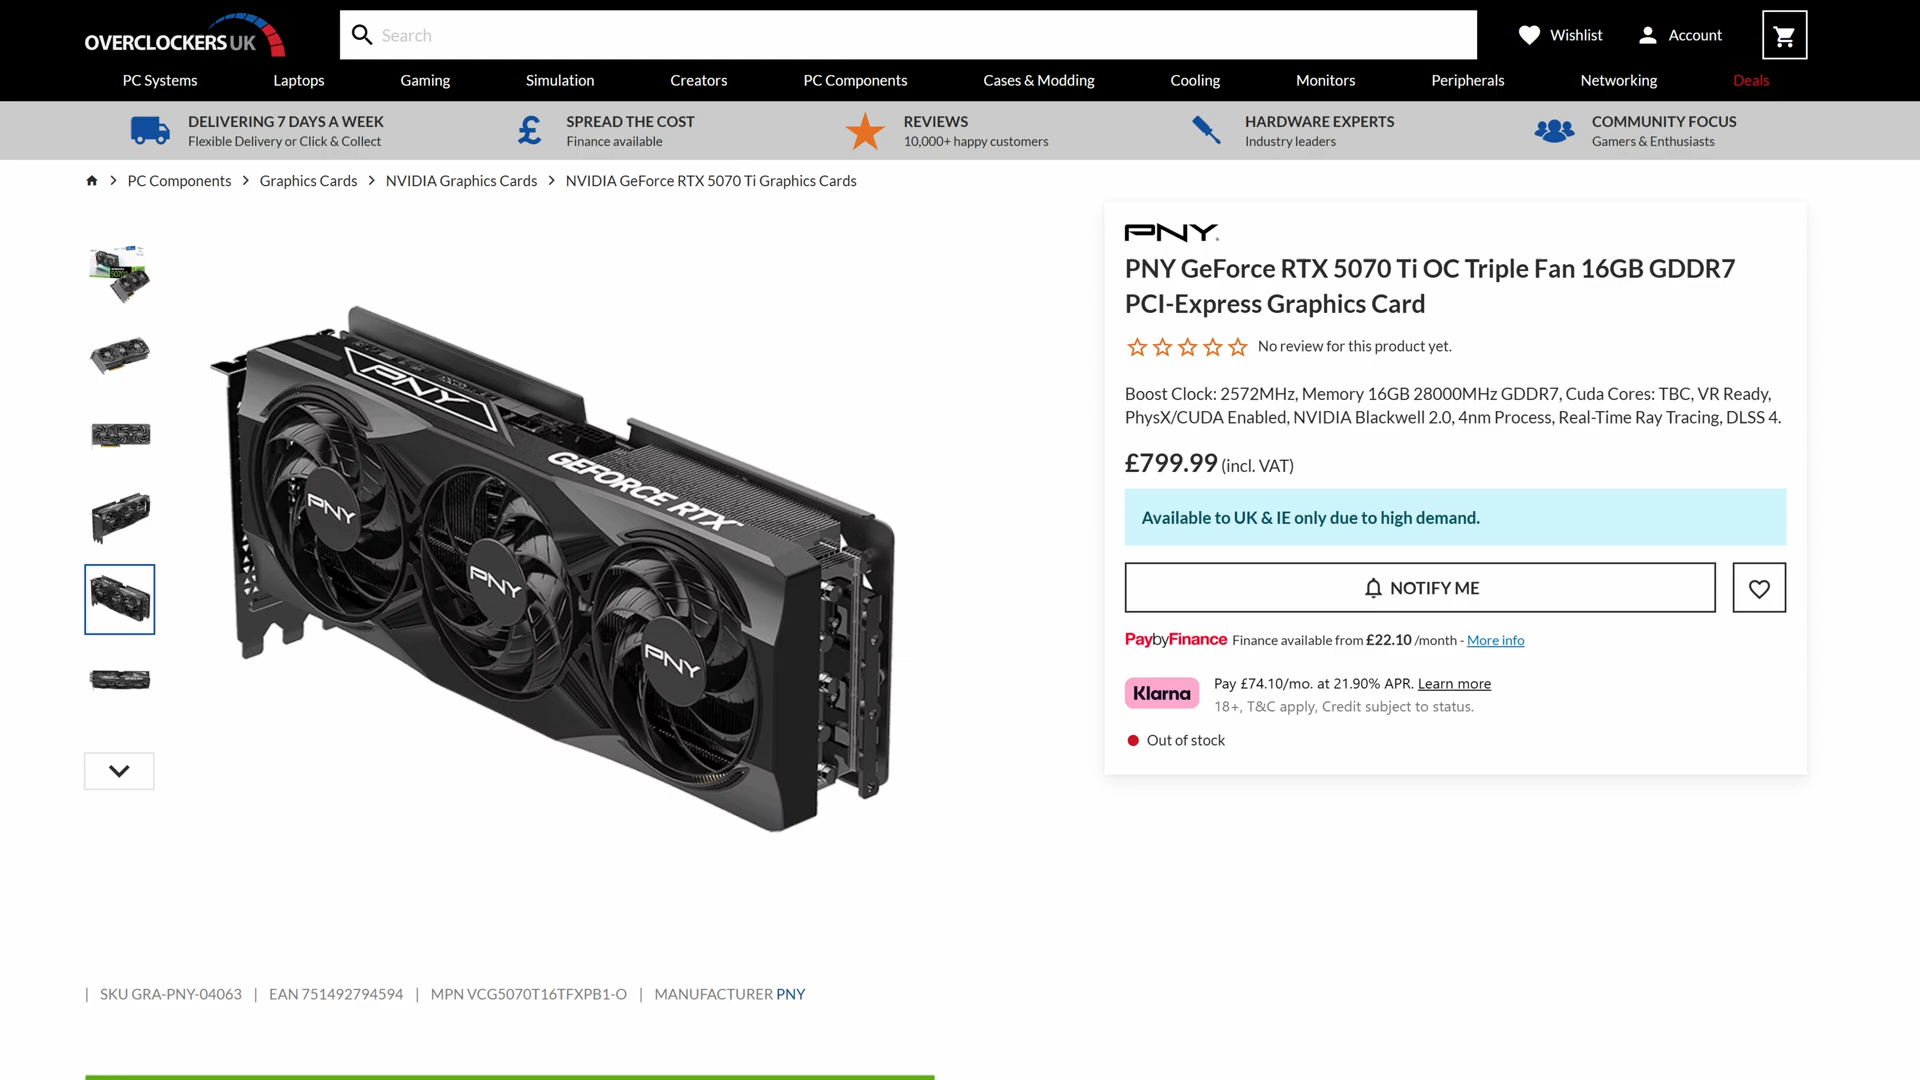 OVERCLOCKERS UK
Search
Wishlist
Account
PC Systems
Laptops
Gaming
Simulation
Creators
PC Components
Cases & Modding
Cooling
Monitors
Peripherals
Networking
Deals
DELIVERING 7 DAYS A WEEK
Flexible Delivery or Click & Collect
SPREAD THE COST
Finance available
REVIEWS
10,000+ happy customers
HARDWARE EXPERTS
Industry leaders
COMMUNITY FOCUS
Gamers & Enthusiasts
PC Components > Graphics Cards > NVIDIA Graphics Cards > NVIDIA GeForce RTX 5070 Ti Graphics Cards
PNY
GEFORCE RTX
PNY
PNY
PNY
PNY
PNY GeForce RTX 5070 Ti OC Triple Fan 16GB GDDR7
PCI-Express Graphics Card
No review for this product yet.
Boost Clock: 2572MHz, Memory 16GB 28000MHz GDDR7, Cuda Cores: TBC, VR Ready,
PhysX/CUDA Enabled, NVIDIA Blackwell 2.0, 4nm Process, Real-Time Ray Tracing, DLSS 4.
£799.99 (incl. VAT)
Available to UK & IE only due to high demand.
NOTIFY ME
PaybyFinance Finance available from £22.10 /month - More info
Klarna
Pay £74.10/mo. at 21.90% APR. Learn more
18+, T&C apply, Credit subject to status.
Out of stock
| SKU GRA-PNY-04063 | EAN 751492794594 | MPN VCG5070T16TFXPB1-O | MANUFACTURER PNY